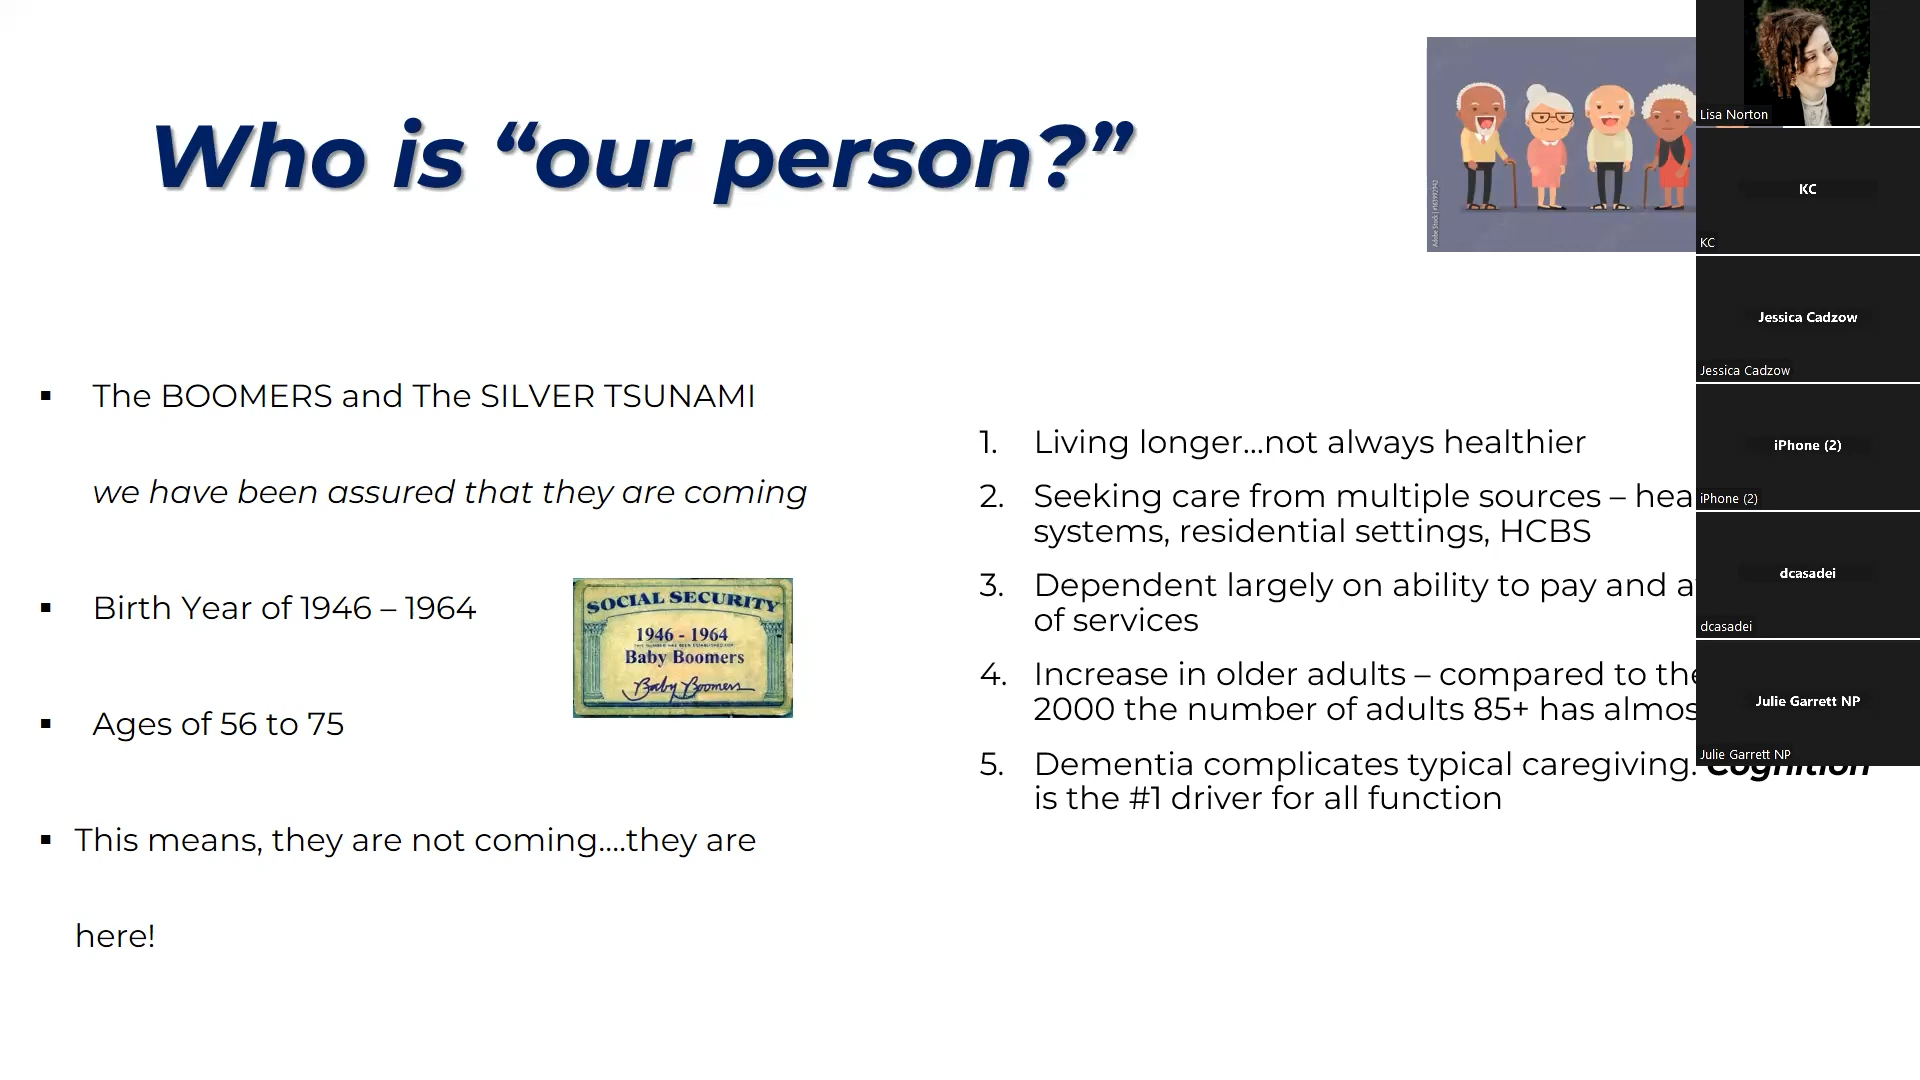 Who is “our person?”
▪ The BOOMERS and The SILVER TSUNAMI
we have been assured that they are coming
▪ Birth Year of 1946 – 1964
▪ Ages of 56 to 75
▪ This means, they are not coming....they are
here!
SOCIAL SECURITY
1946 - 1964
Baby Boomers
Baby Boomers
1. Living longer...not always healthier
2. Seeking care from multiple sources –
systems, residential settings, HCBS
3. Dependent largely on ability to pay and
of services
4. Increase in older adults – compared to the
2000 the number of adults 85+ has
5. Dementia complicates typical caregiving. Cognition
is the #1 driver for all function
Lisa Norton
KC
KC
Jessica Cadzow
Jessica Cadzow
iPhone (2)
iPhone (2)
dcasadei
dcasadei
Julie Garrett NP
Julie Garrett NP